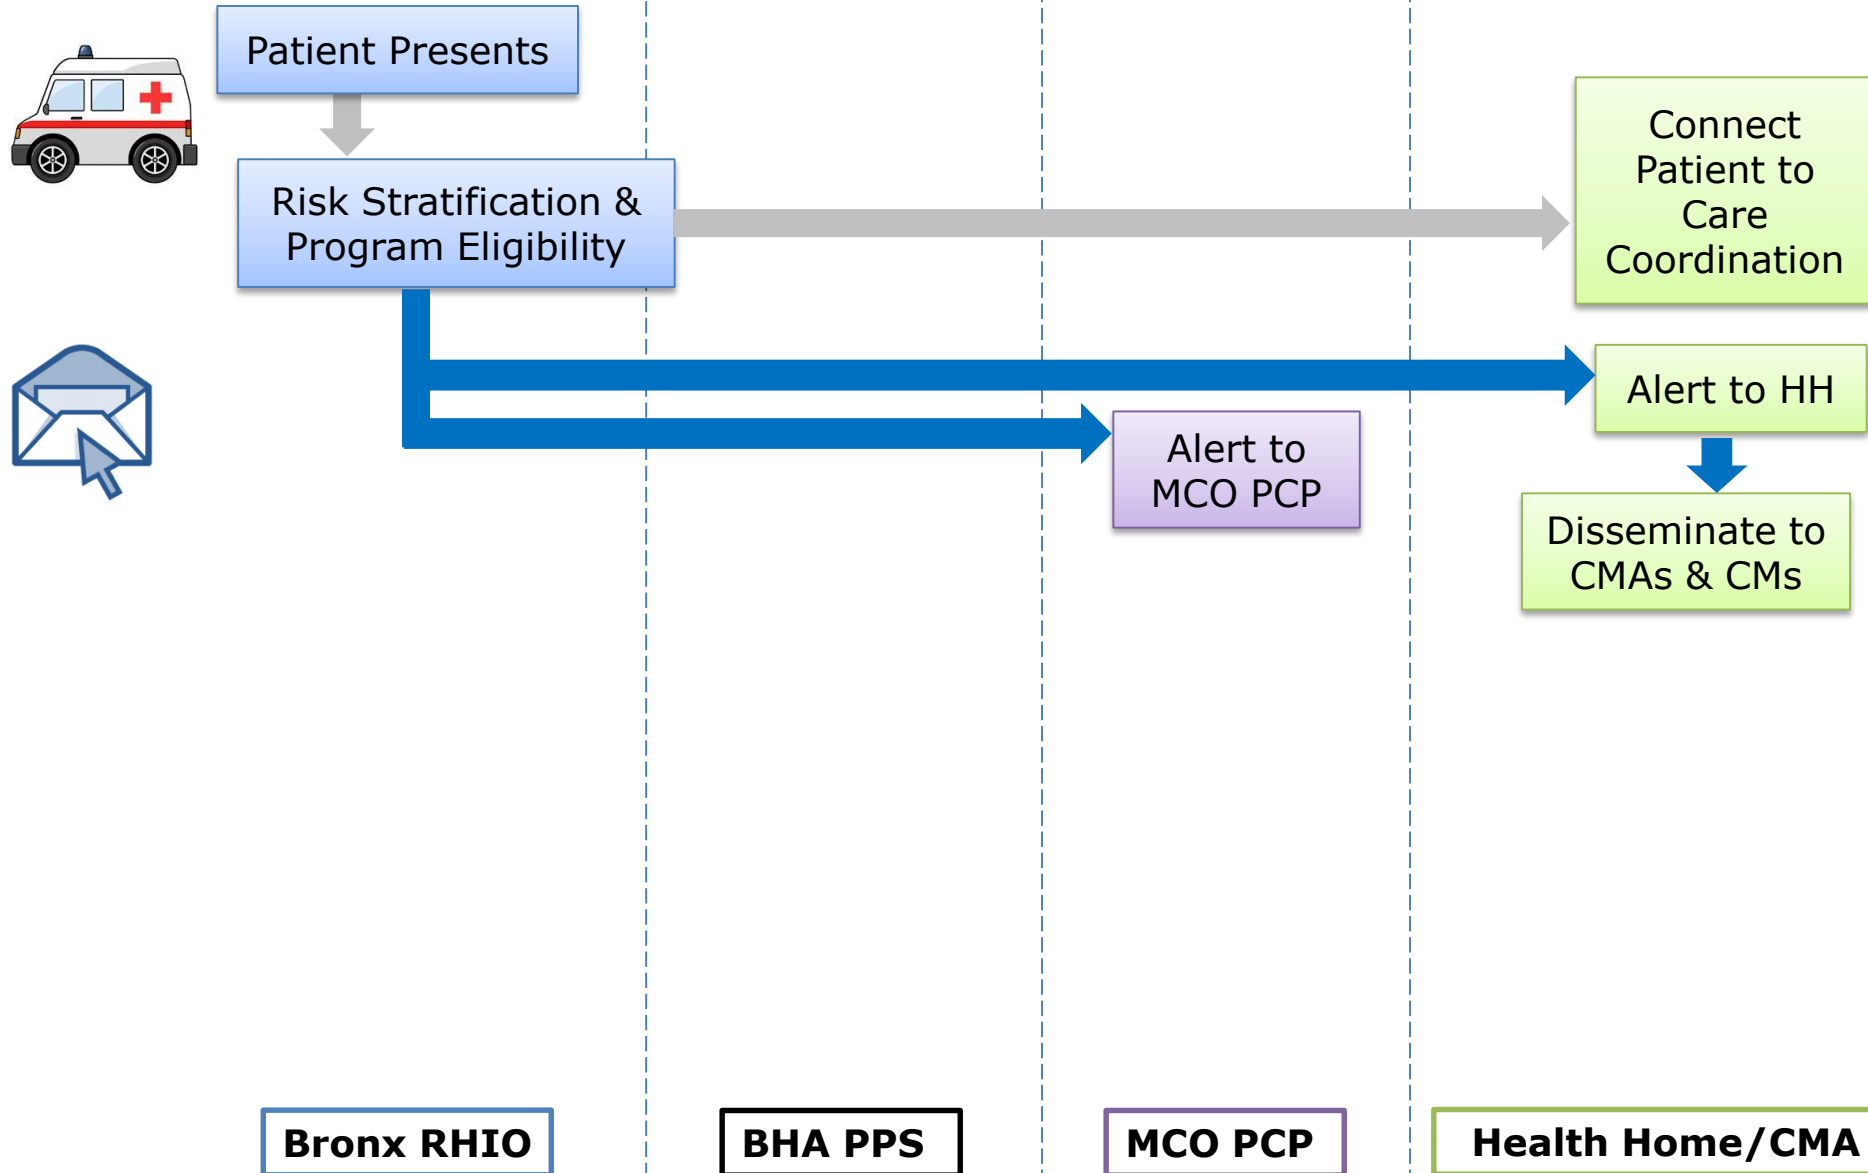 Patient Presents
Risk Stratification &
Program Eligibility
Connect
Patient to
Care
Coordination
Alert to HH
Alert to
MCO PCP
Disseminate to
CMAs & CMs
Bronx RHIO
BHA PPS
MCO PCP
Health Home/CMA